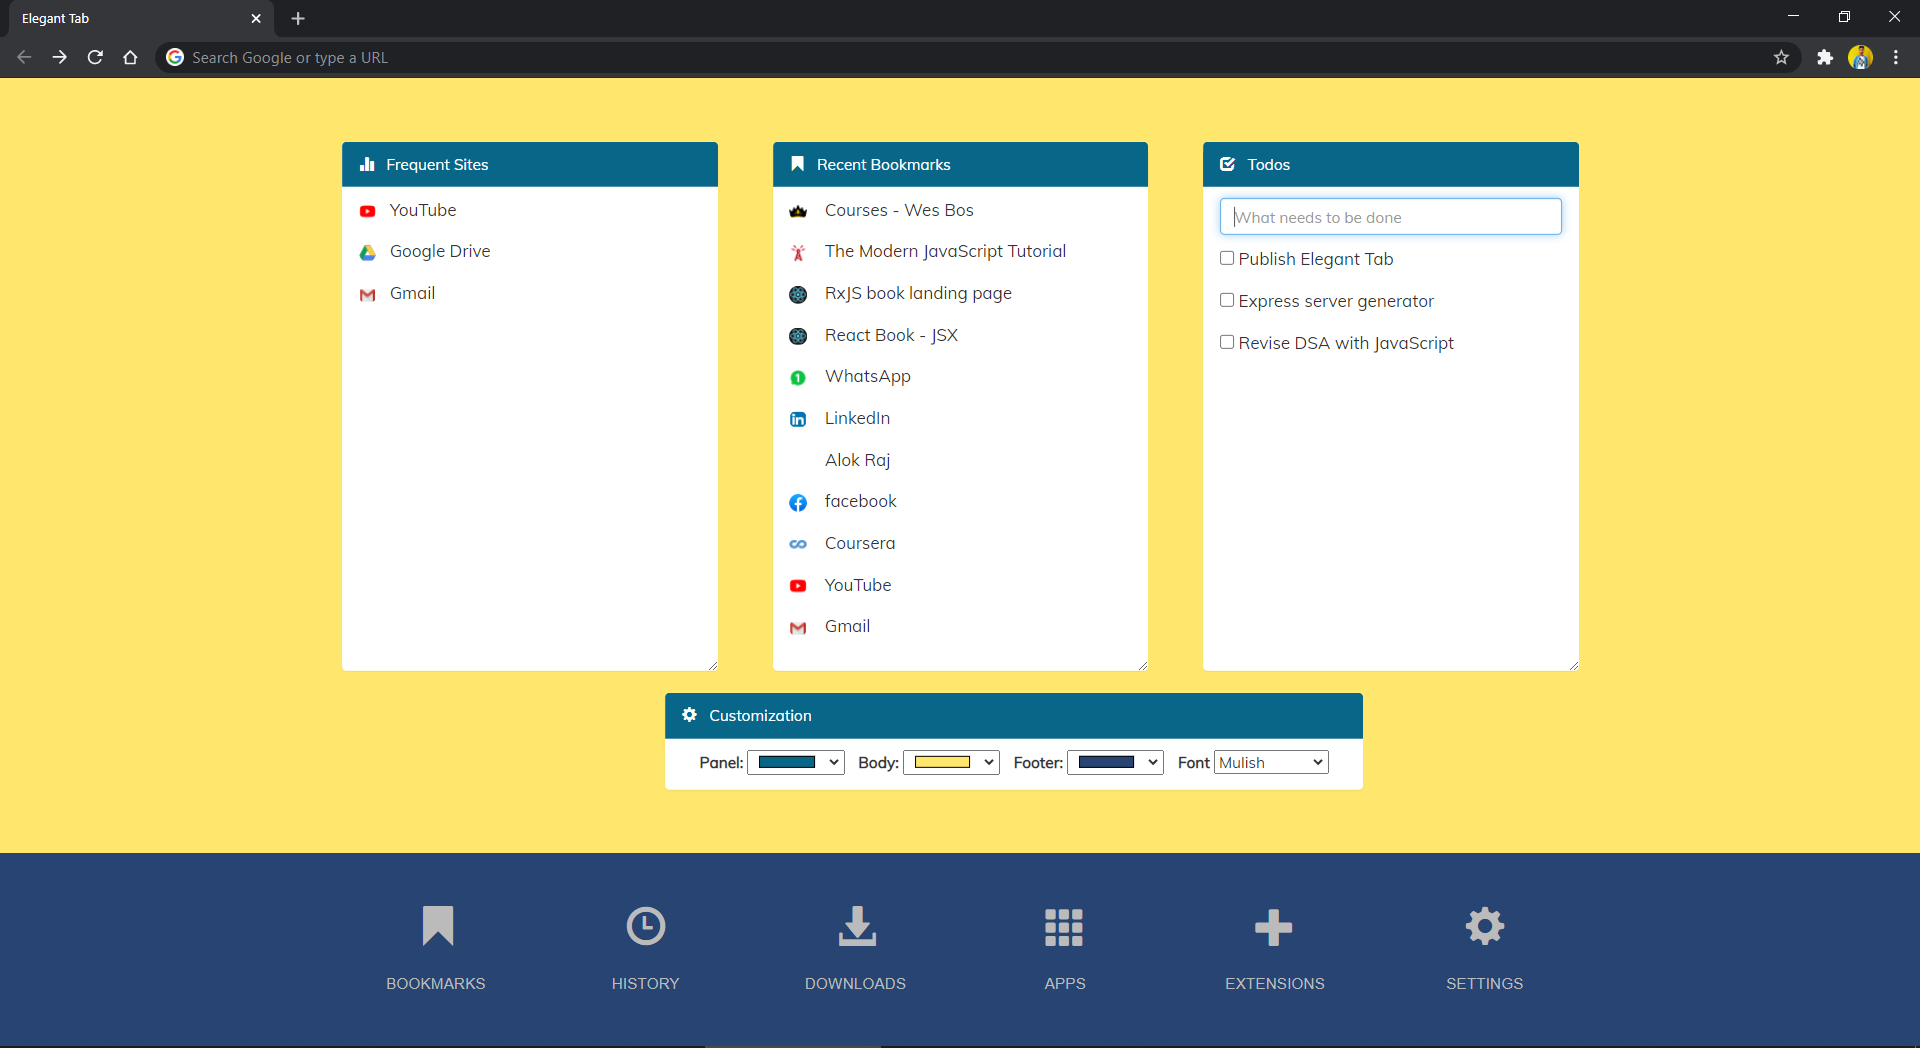 Elegant Tab
Search Google or type a URL
Frequent Sites
YouTube
Google Drive
Gmail
Recent Bookmarks
Courses - Wes Bos
The Modern JavaScript Tutorial
RxJS book landing page
React Book - JSX
WhatsApp
LinkedIn
Alok Raj
facebook
Coursera
YouTube
Gmail
Todos
What needs to be done
Publish Elegant Tab
Express server generator
Revise DSA with JavaScript
Customization
Panel: Body: Footer: Font Mulish
BOOKMARKS HISTORY DOWNLOADS APPS EXTENSIONS SETTINGS